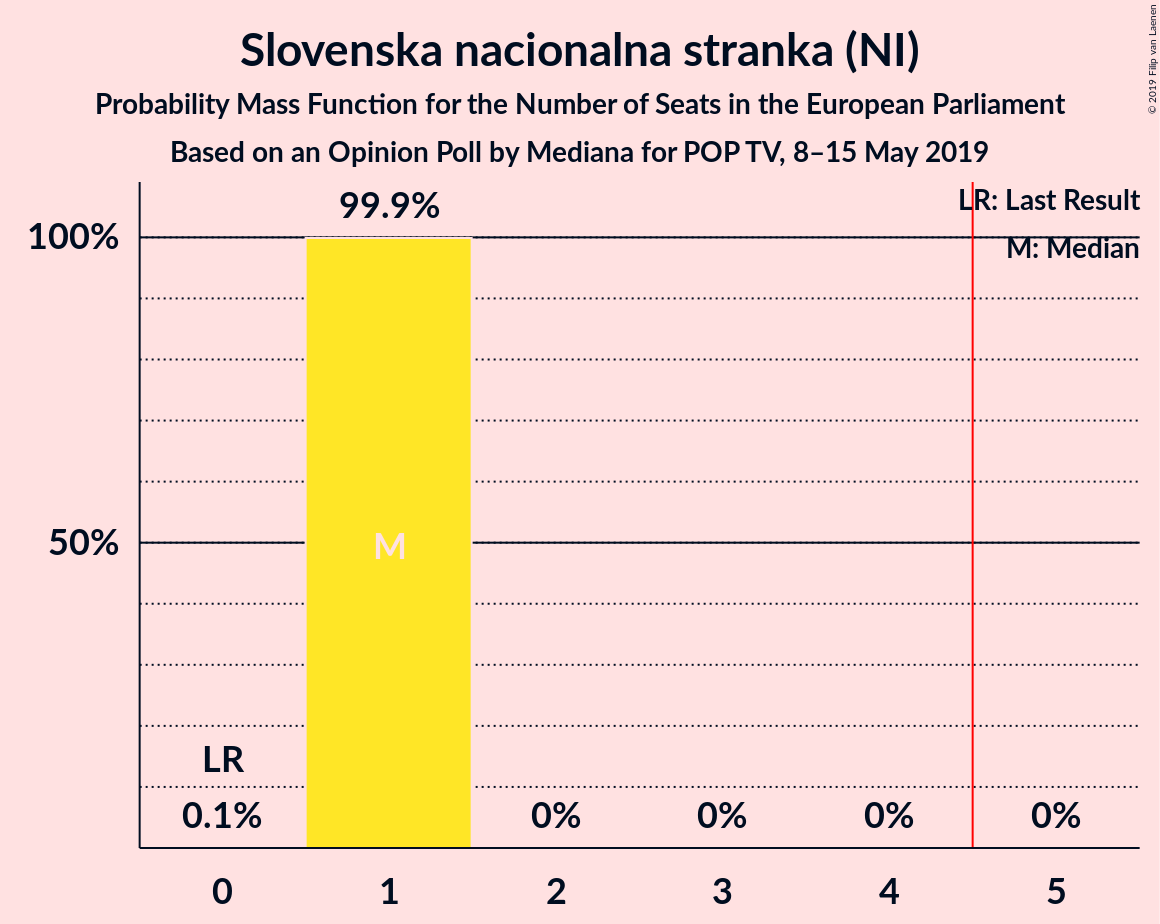 Slovenska nacionalna stranka (NI)
Probability Mass Function for the Number of Seats in the European Parliament
Based on an Opinion Poll by Mediana for POP TV, 8–15 May 2019
© 2019 Filip van Laenen
LR: Last Result
M: Median
99.9%
100%
50%
M
LR
0.1%
0%
0%
0%
0%
0
1
2
3
4
5